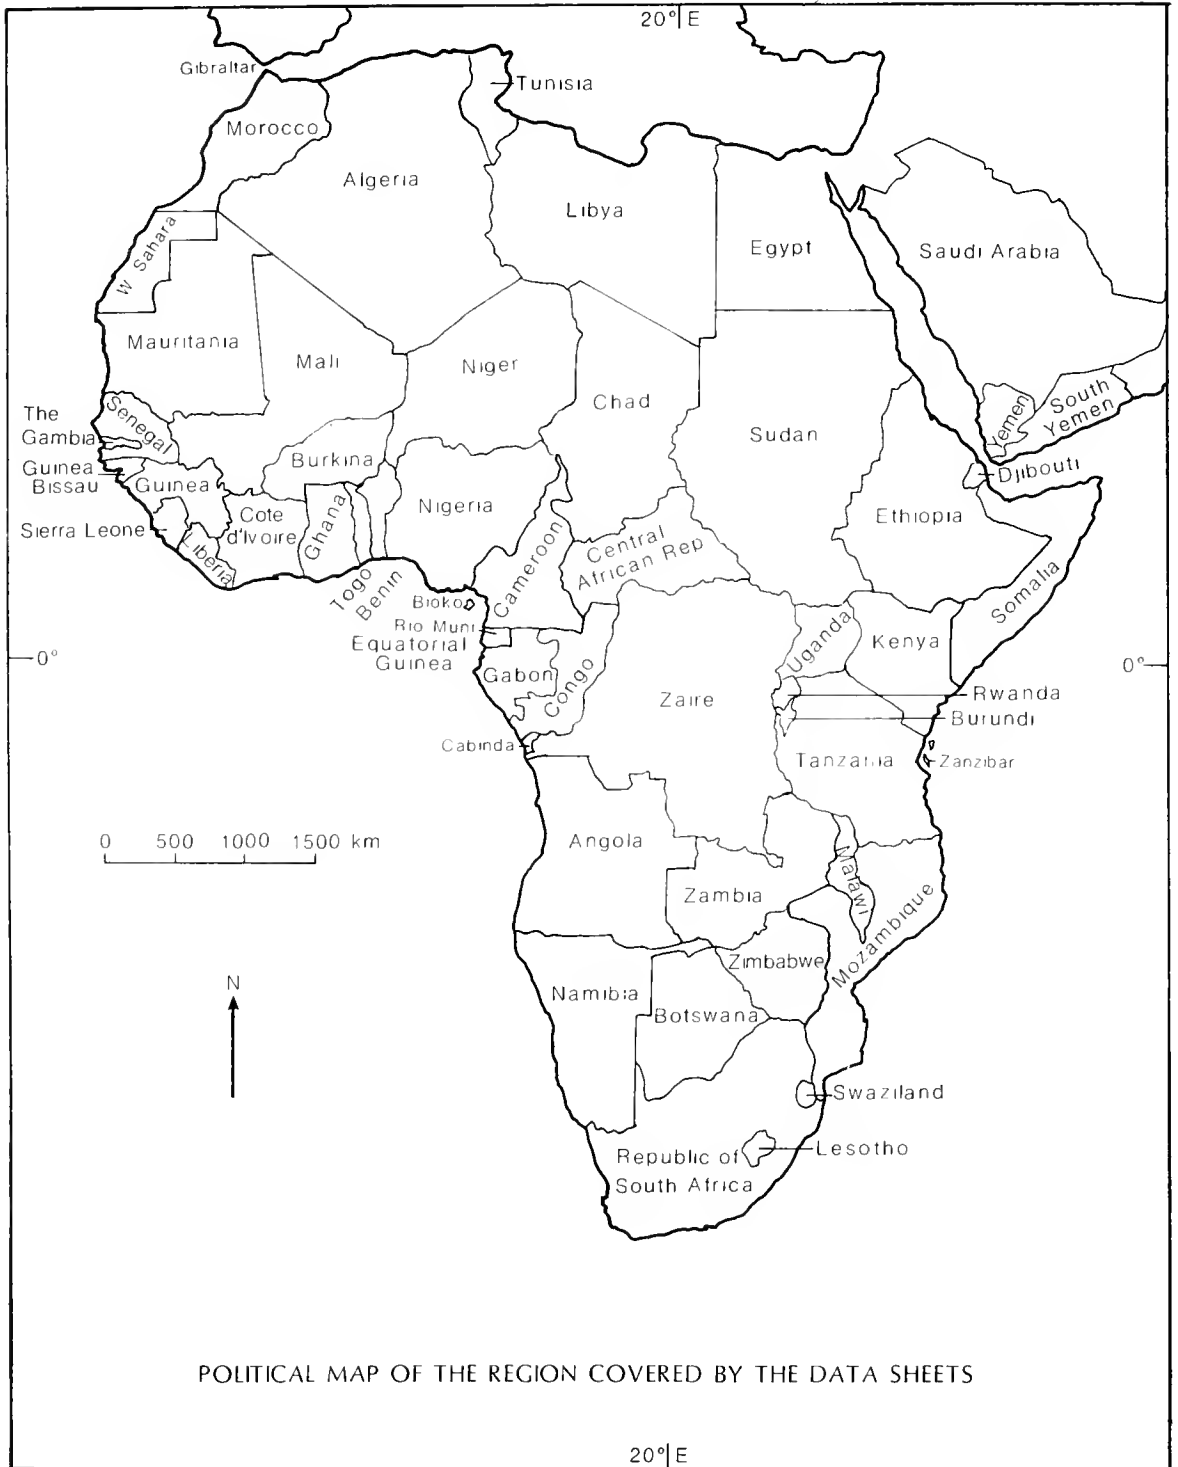 20° E
Gibraltar
Tunisia
Morocco
Algeria
Libya
Egypt
Saudi Arabia
W Sahara
Mauritania
Mali
Niger
Chad
Sudan
Yemen
South
Yemen
The
Gambia
Senegal
Guinea
Bissau
Guinea
Burkina
Nigeria
Djibouti
Ethiopia
Sierra Leone
Liberia
Cote
d'Ivoire
Ghana
Togo
Benin
Cameroon
Central
African Rep
Somalia
Bioko
Rio Muni
Equatorial
Guinea
Gabon
Congo
Uganda
Kenya
0°
0°
Zaire
Rwanda
Burundi
Cabinda
Tanzania
Zanzibar
0 500 1000 1500 km
Angola
Zambia
Malawi
Mozambique
N
Zimbabwe
Namibia
Botswana
Swaziland
Lesotho
Republic of
South Africa
POLITICAL MAP OF THE REGION COVERED BY THE DATA SHEETS
20° E